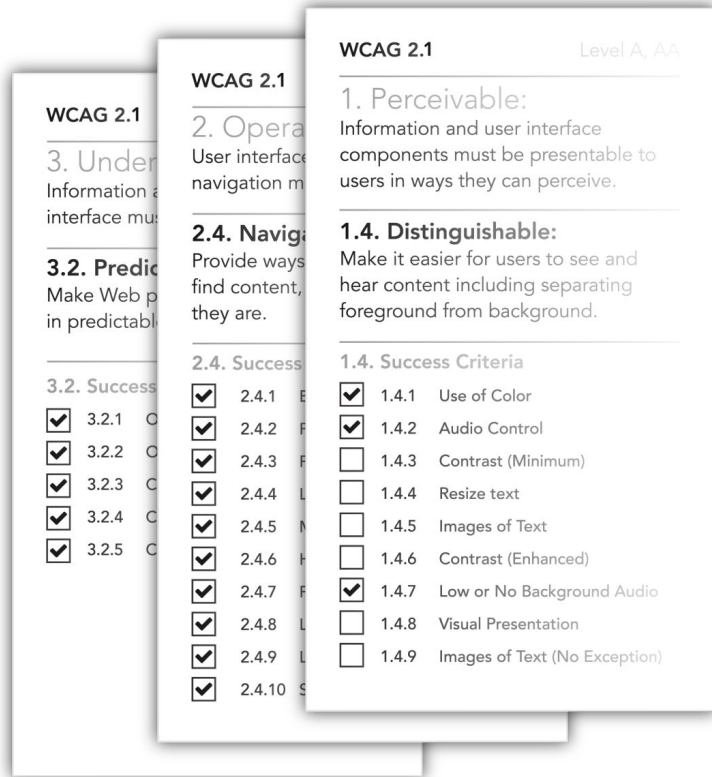 WCAG 2.1
3. Under
Information
interface mu
3.2. Predic
Make Web p
in predictabl
3.2. Success
3.2.1
3.2.2
3.2.3
3.2.4
3.2.5
WCAG 2.1
2. Opera
User interface
navigation m
2.4. Naviga
Provide ways
find content,
they are.
2.4. Success
2.4.1
2.4.2
2.4.3
2.4.4
2.4.5
2.4.6
2.4.7
2.4.8
2.4.9
2.4.10
WCAG 2.1 Level A, AA
1. Perceivable:
Information and user interface
components must be presentable to
users in ways they can perceive.
1.4. Distinguishable:
Make it easier for users to see and
hear content including separating
foreground from background.
1.4. Success Criteria
1.4.1 Use of Color
1.4.2 Audio Control
1.4.3 Contrast (Minimum)
1.4.4 Resize text
1.4.5 Images of Text
1.4.6 Contrast (Enhanced)
1.4.7 Low or No Background Audio
1.4.8 Visual Presentation
1.4.9 Images of Text (No Exception)